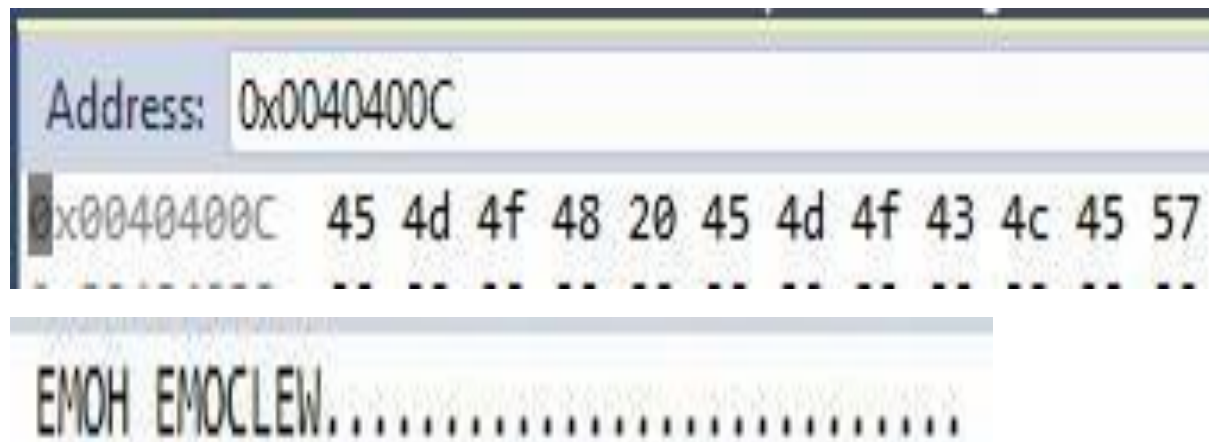 Address: 0x0040400C
0x0040400C 45 4d 4f 48 20 45 4d 4f 43 4c 45 57
EMOH EMOCLEW...........................